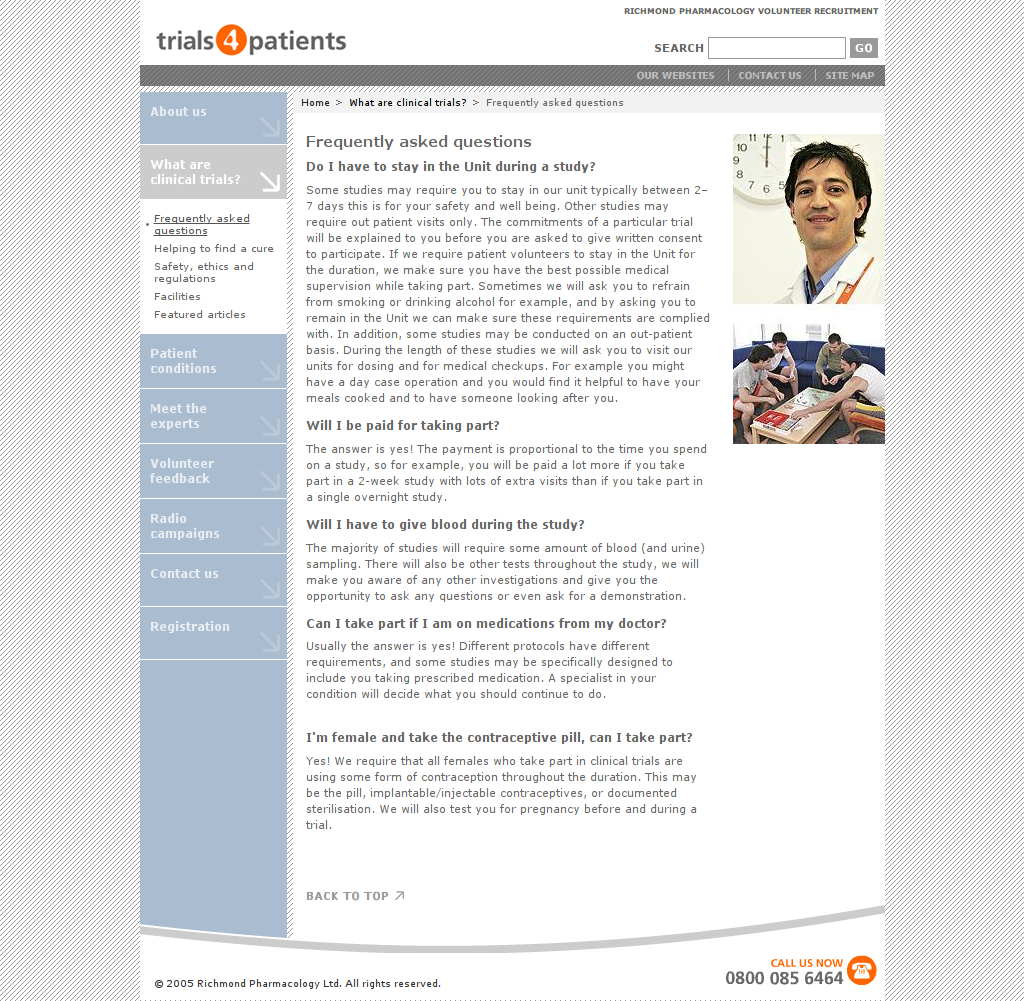 RICHMOND PHARMACOLOGY VOLUNTEER RECRUITMENT
trials4patients
SEARCH
GO
OUR WEBSITES
CONTACT US
SITE MAP
Home > What are clinical trials? > Frequently asked questions
About us
What are
clinical trials?
Frequently asked
questions
Helping to find a cure
Safety, ethics and
regulations
Facilities
Featured articles
Patient
conditions
Meet the
experts
Volunteer
feedback
Radio
campaigns
Contact us
Registration
Frequently asked questions
Do I have to stay in the Unit during a study?
Some studies may require you to stay in our unit typically between 2–
7 days this is for your safety and well being. Other studies may
require out patient visits only. The commitments of a particular trial
will be explained to you before you are asked to give written consent
to participate. If we require patient volunteers to stay in the Unit for
the duration, we make sure you have the best possible medical
supervision while taking part. Sometimes we will ask you to refrain
from smoking or drinking alcohol for example, and by asking you to
remain in the Unit we can make sure these requirements are complied
with. In addition, some studies may be conducted on an out-patient
basis. During the length of these studies we will ask you to visit our
units for dosing and for medical checkups. For example you might
have a day case operation and you would find it helpful to have your
meals cooked and to have someone looking after you.
Will I be paid for taking part?
The answer is yes! The payment is proportional to the time you spend
on a study, so for example, you will be paid a lot more if you take
part in a 2-week study with lots of extra visits than if you take part in
a single overnight study.
Will I have to give blood during the study?
The majority of studies will require some amount of blood (and urine)
sampling. There will also be other tests throughout the study, we will
make you aware of any other investigations and give you the
opportunity to ask any questions or even ask for a demonstration.
Can I take part if I am on medications from my doctor?
Usually the answer is yes! Different protocols have different
requirements, and some studies may be specifically designed to
include you taking prescribed medication. A specialist in your
condition will decide what you should continue to do.
I'm female and take the contraceptive pill, can I take part?
Yes! We require that all females who take part in clinical trials are
using some form of contraception throughout the duration. This may
be the pill, implantable/injectable contraceptives, or documented
sterilisation. We will also test you for pregnancy before and during a
trial.
BACK TO TOP
CALL US NOW
0800 085 6464
© 2005 Richmond Pharmacology Ltd. All rights reserved.